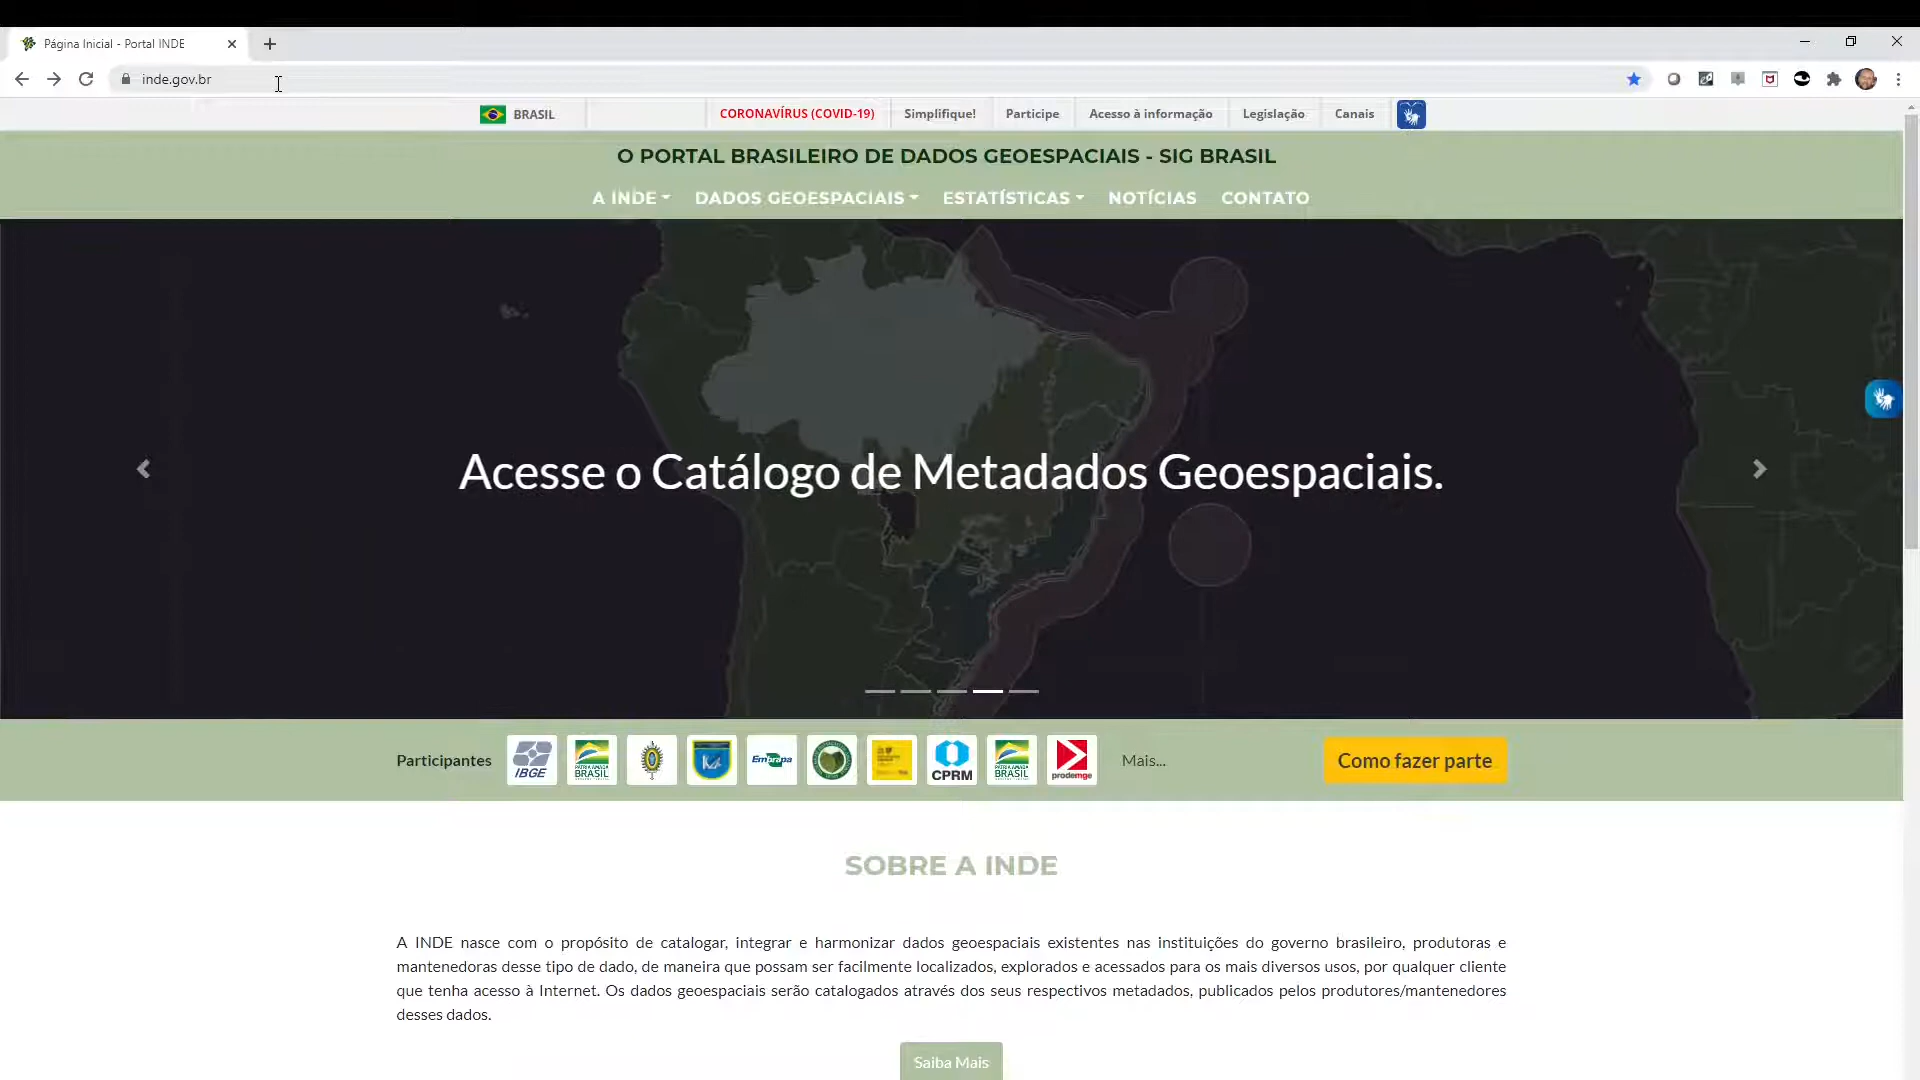 Página Inicial - Portal INDE
inde.gov.br
BRASIL
CORONAVÍRUS (COVID-19)
Simplifique!
Participe
Acesso à informação
Legislação
Canais
O PORTAL BRASILEIRO DE DADOS GEOESPACIAIS - SIG BRASIL
A INDE
DADOS GEOESPACIAIS
ESTATÍSTICAS
NOTÍCIAS
CONTATO
Acesse o Catálogo de Metadados Geoespaciais.
Participantes
IBGE
PÁTRIA AMADA
BRASIL
Embrapa
CPRM
PÁTRIA AMADA
BRASIL
prodemge
Mais...
Como fazer parte
SOBRE A INDE
A INDE nasce com o propósito de catalogar, integrar e harmonizar dados geoespaciais existentes nas instituições do governo brasileiro, produtoras e
mantenedoras desse tipo de dado, de maneira que possam ser facilmente localizados, explorados e acessados para os mais diversos usos, por qualquer cliente
que tenha acesso à Internet. Os dados geoespaciais serão catalogados através dos seus respectivos metadados, publicados pelos produtores/mantenedores
desses dados.
Saiba Mais